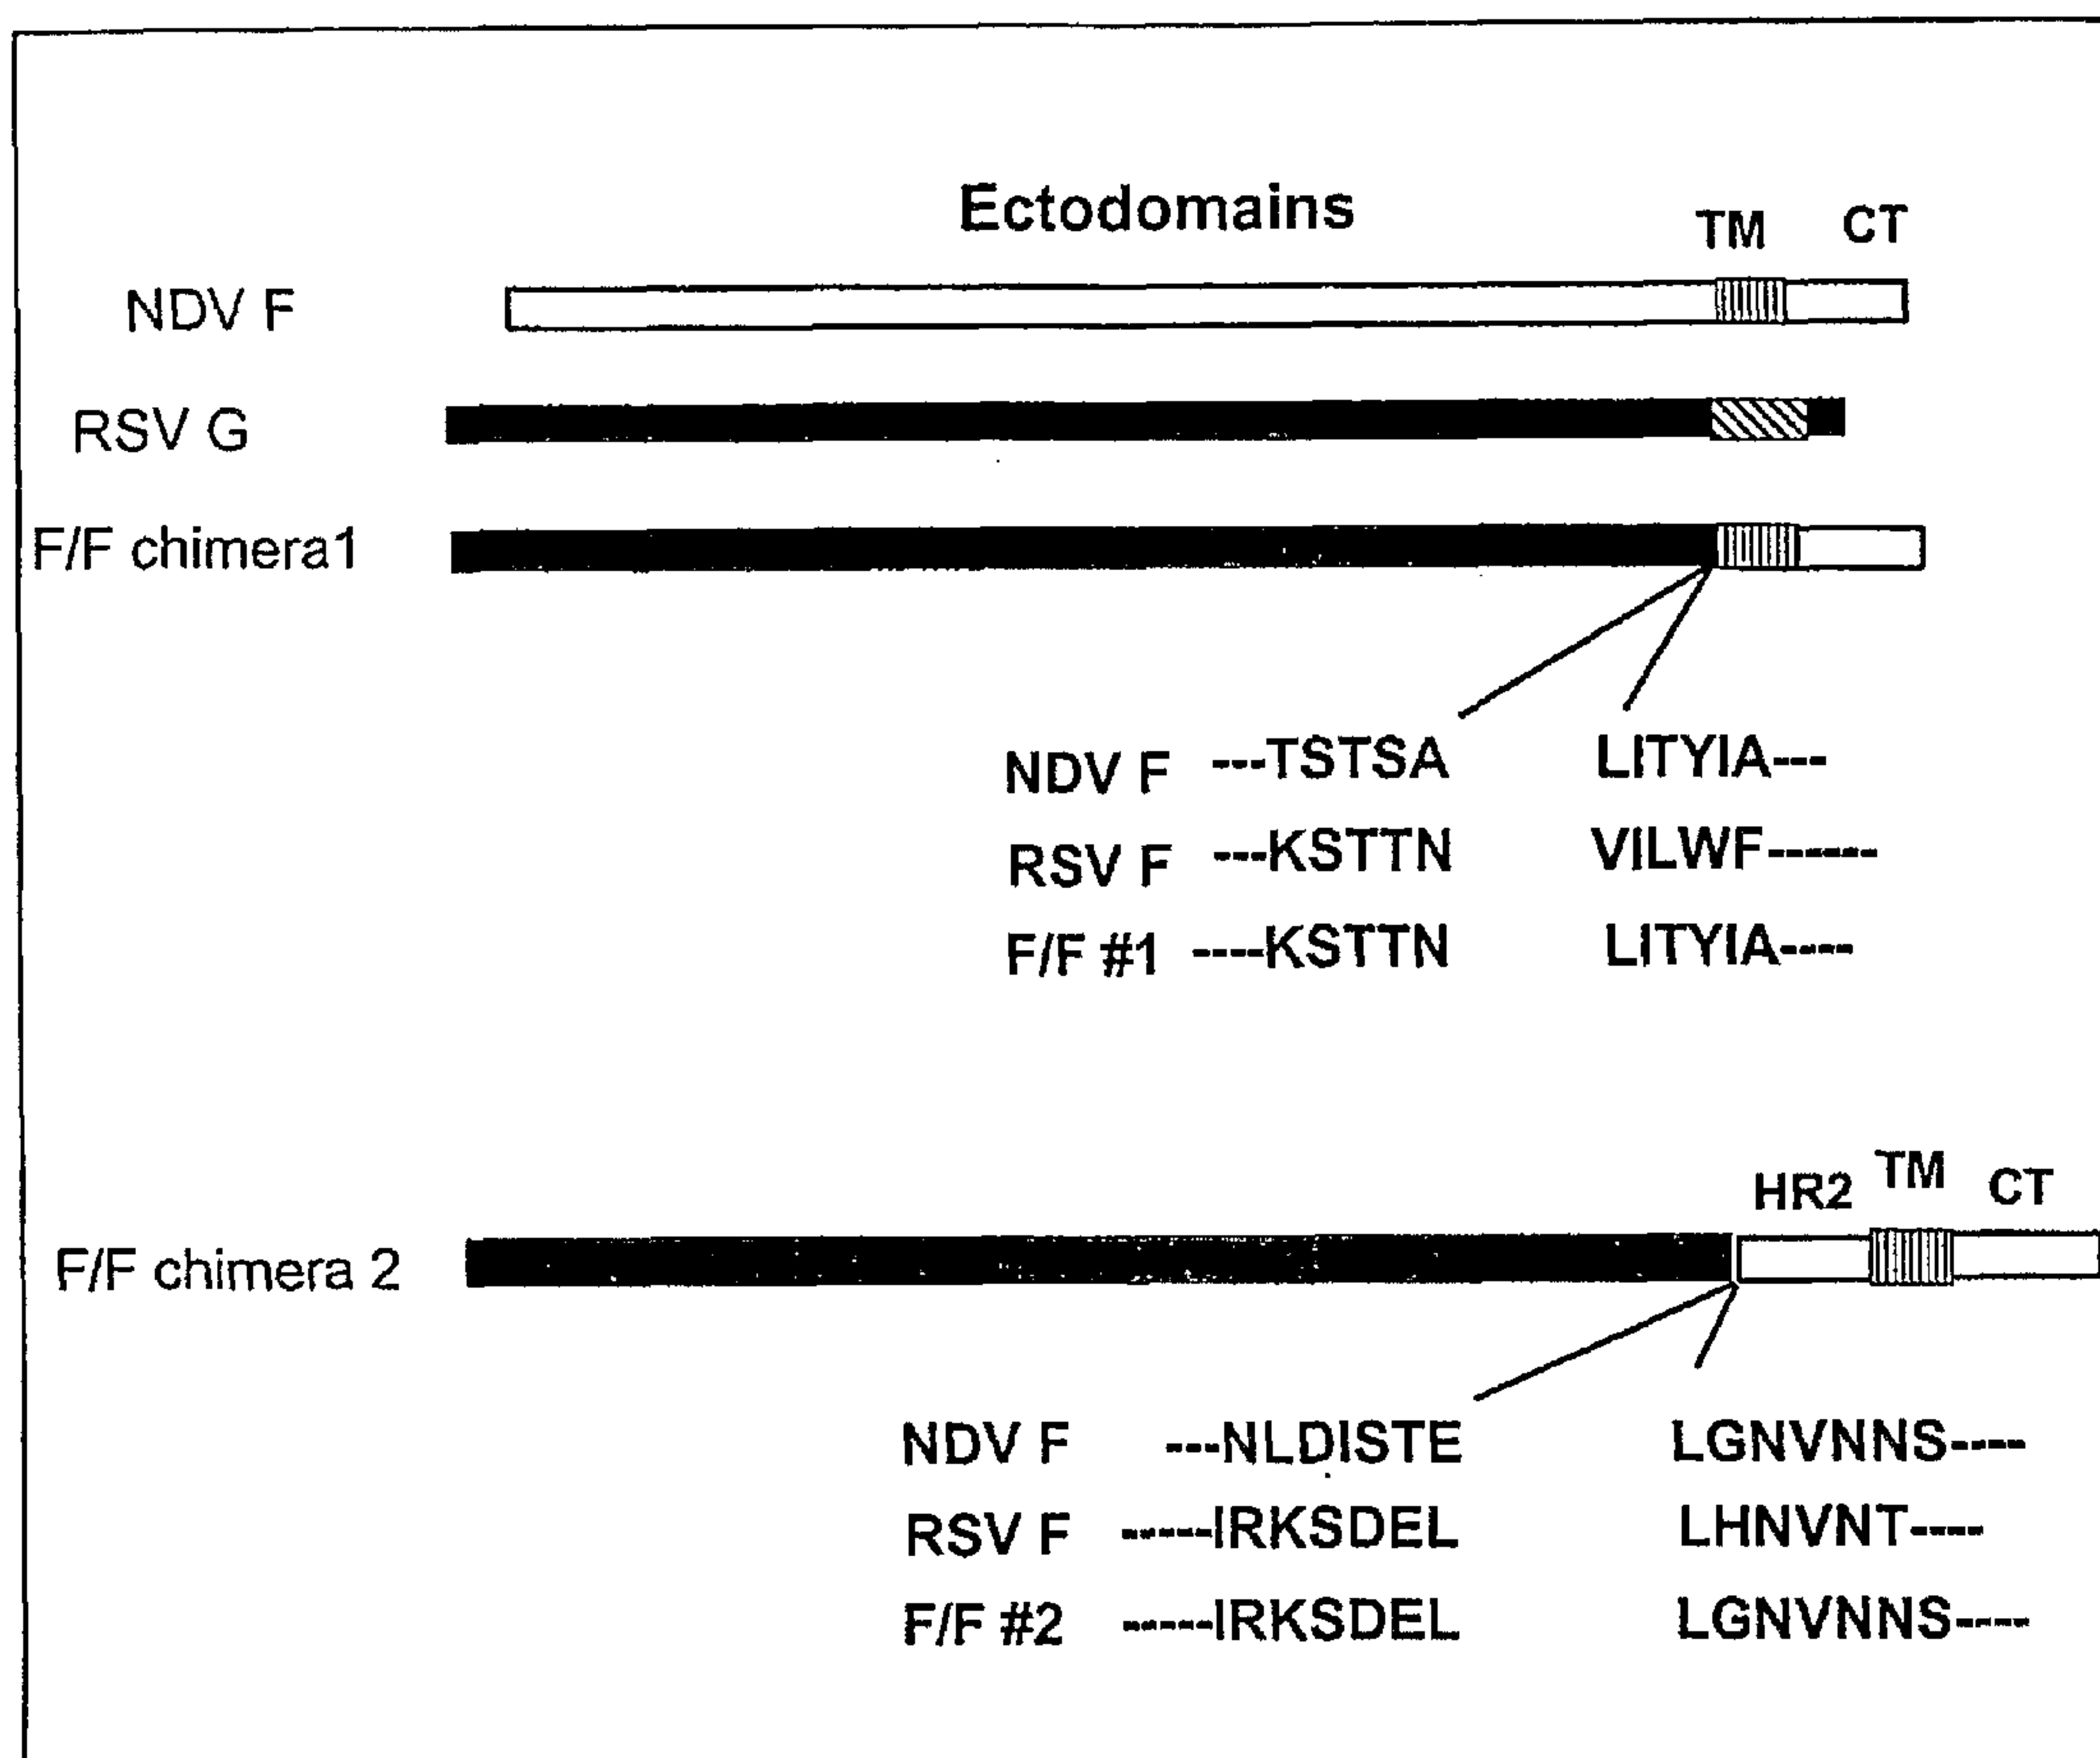 Ectodomains TM CT
NDV F
RSV G
F/F chimera1
NDV F ---TSTSA LITYIA---
RSV F ---KSTTN VILWF------
F/F #1 ----KSTTN LITYIA----
HR2 TM CT
F/F chimera 2
NDV F ---NLDISTE LGNVNNS----
RSV F -----IRKSDEL LHNVNT----
F/F #2 -----IRKSDEL LGNVNNS----